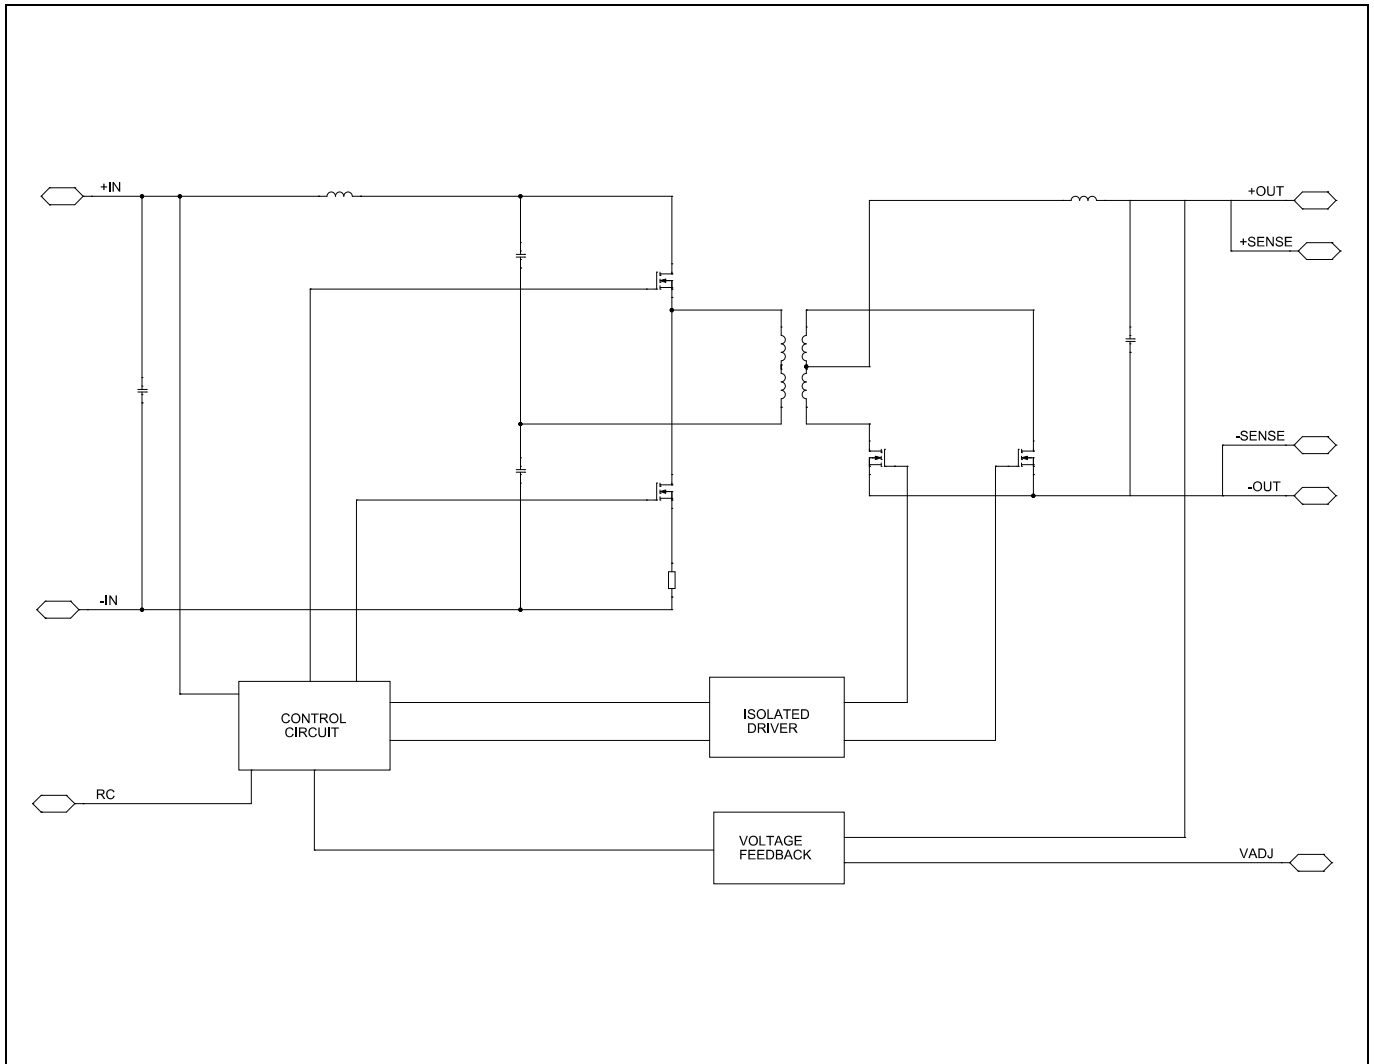 +IN
+OUT
+SENSE
-SENSE
-OUT
-IN
CONTROL
CIRCUIT
ISOLATED
DRIVER
RC
VOLTAGE
FEEDBACK
VADJ